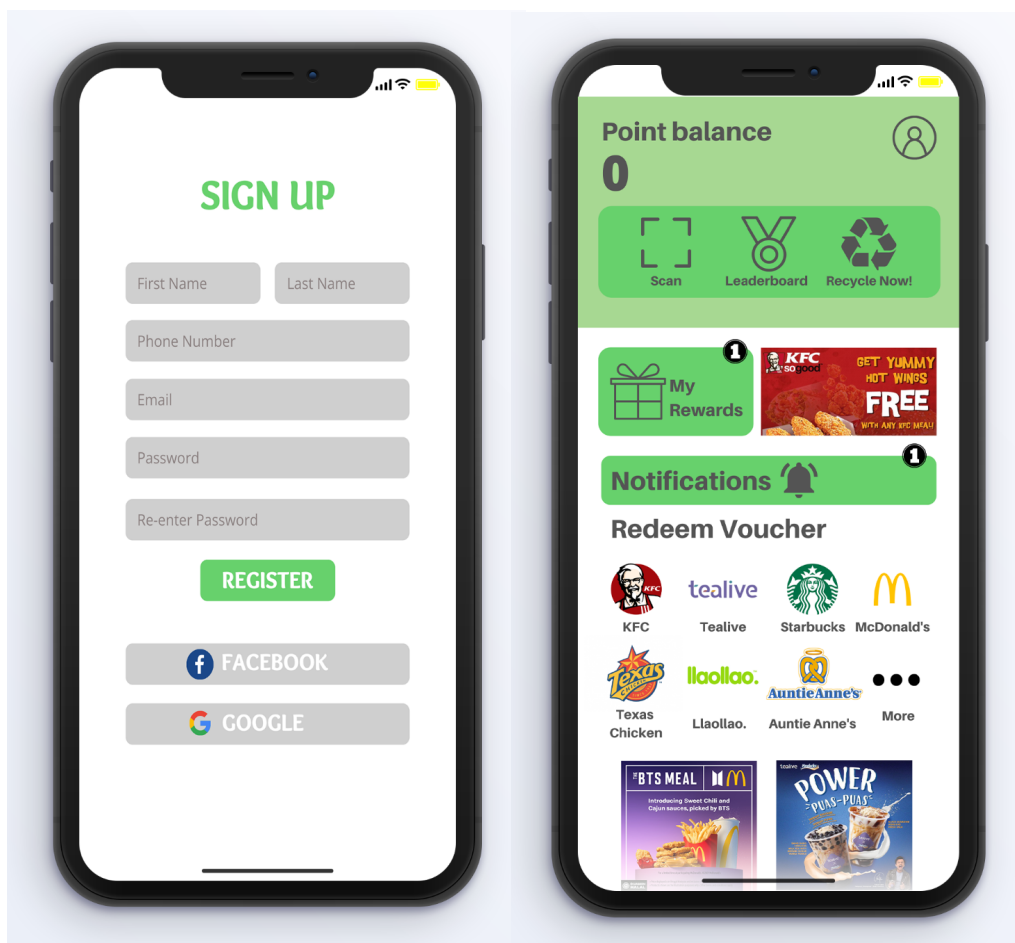 SIGN UP
First Name
Last Name
Phone Number
Email
Password
Re-enter Password
REGISTER
FACEBOOK
GOOGLE
Point balance
0
Scan
Leaderboard
Recycle Now!
1
My
Rewards
KFC
so good
GET YUMMY
HOT WINGS
FREE
WITH ANY KFC MEAL!
1
Notifications
Redeem Voucher
KFC
tealive
KFC
Tealive
Starbucks
McDonald's
Texas
CHICKEN
llaollao.
Auntie Anne's
Texas
Chicken
Llaollao.
Auntie Anne's
More
THE BTS MEAL
Introducing Sweet Chili and
Cajun sauces, picked by BTS
tealive
POWER
PUAS-PUAS